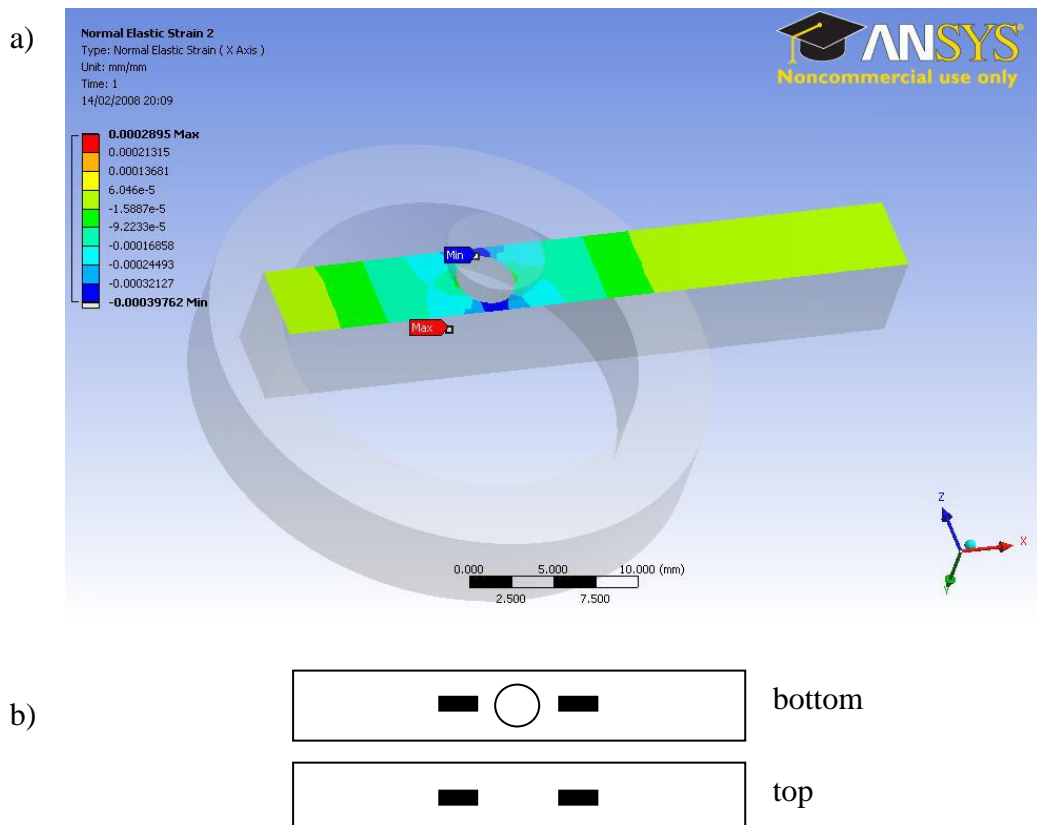 a)
Normal Elastic Strain 2
Type: Normal Elastic Strain ( X Axis )
Unit: mm/mm
Time: 1
14/02/2008 20:09
ANSYS
Noncommercial use only
0.0002895 Max
0.00021315
0.00013681
6.046e-5
-1.5887e-5
-9.2233e-5
-0.00016858
-0.00024493
-0.00032127
-0.00039762 Min
Min
Max
Z
X
Y
0.000 5.000 10.000 (mm)
2.500 7.500
b)
bottom
top